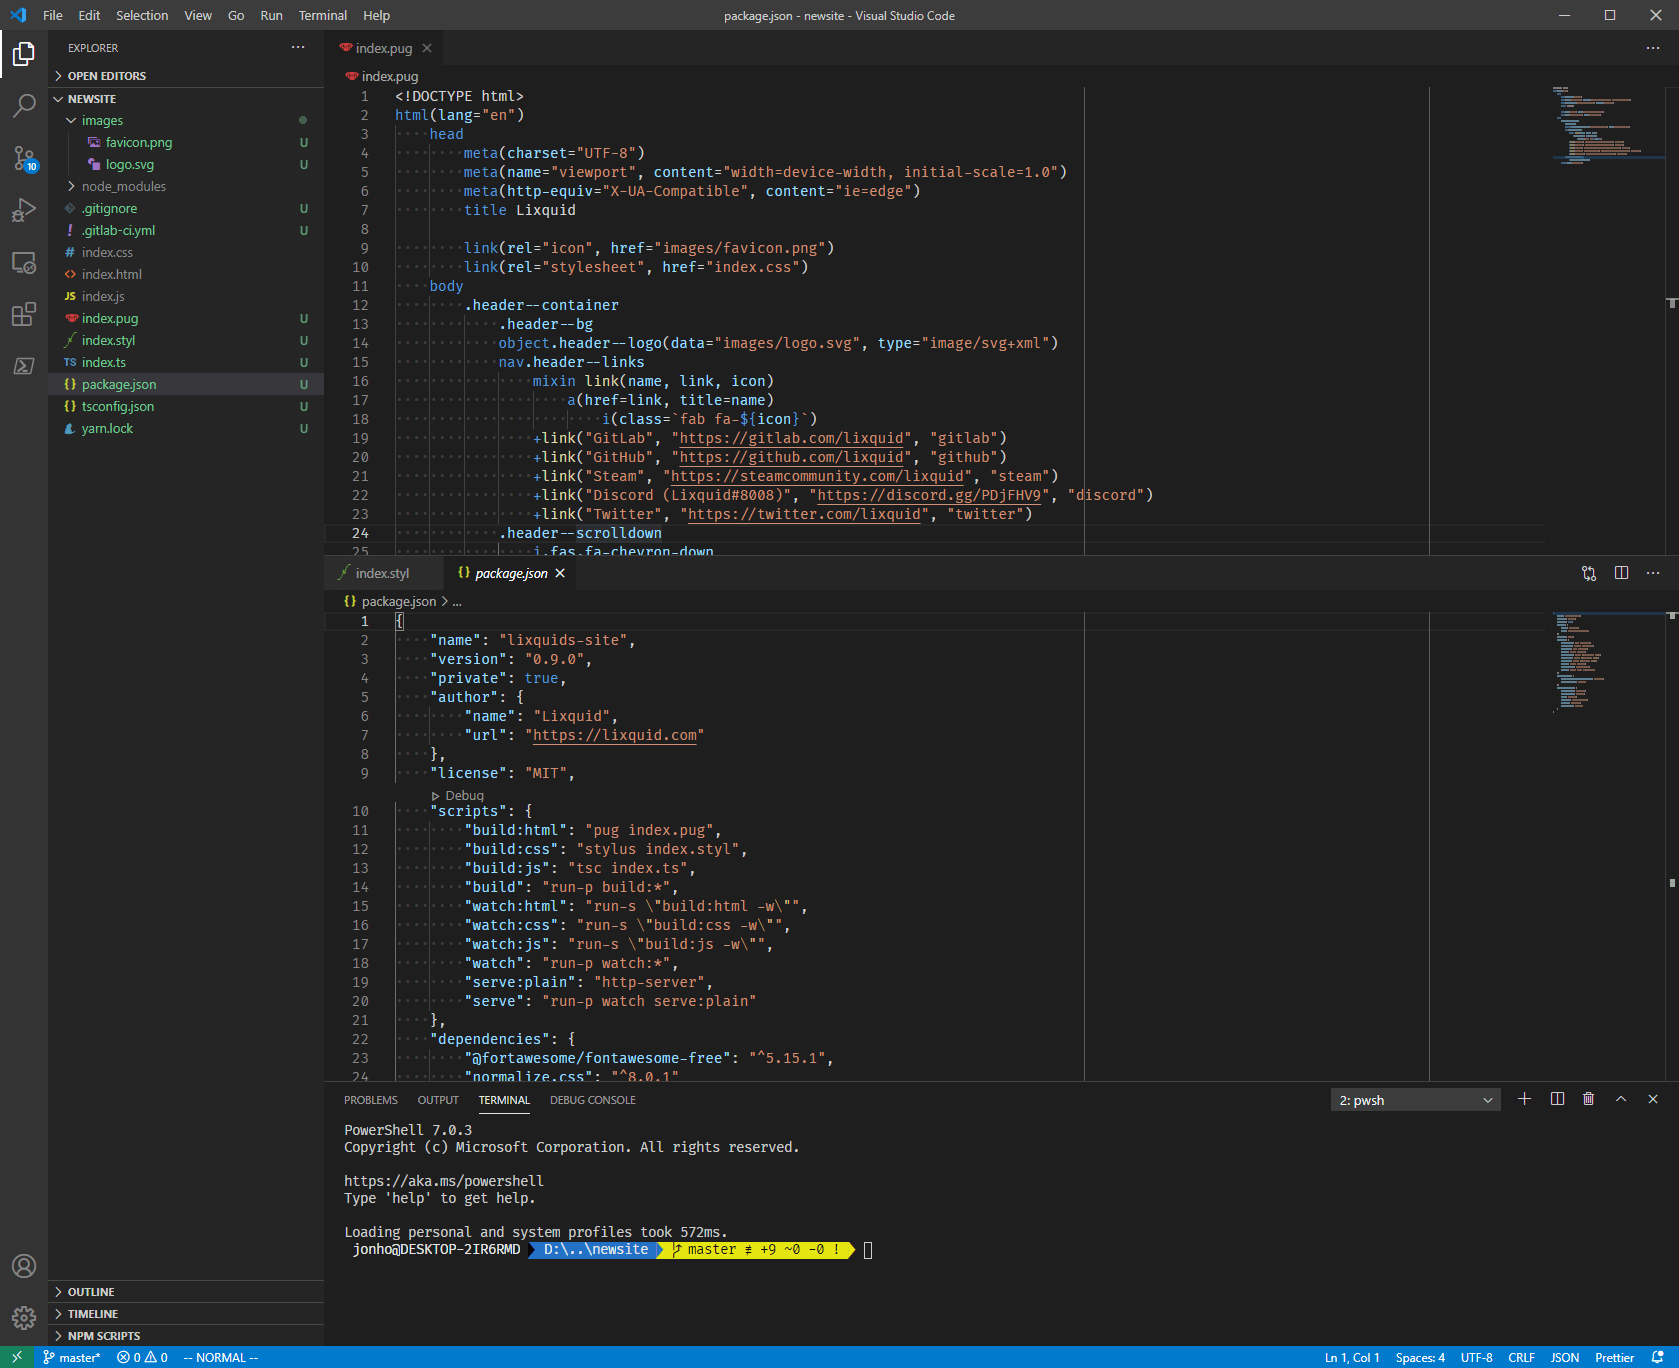 File Edit Selection View Go Run Terminal Help
package.json - newsite - Visual Studio Code
EXPLORER
OPEN EDITORS
NEWSITE
images
favicon.png U
logo.svg U
node_modules
.gitignore U
.gitlab-ci.yml U
index.css
index.html
JS index.js
index.pug U
index.styl U
TS index.ts U
{} package.json U
{} tsconfig.json U
yarn.lock U
OUTLINE
TIMELINE
NPM SCRIPTS
10
index.pug
index.pug
1 <!DOCTYPE html>
2 html(lang="en")
3 head
4 meta(charset="UTF-8")
5 meta(name="viewport", content="width=device-width, initial-scale=1.0")
6 meta(http-equiv="X-UA-Compatible", content="ie=edge")
7 title Lixquid
8
9 link(rel="icon", href="images/favicon.png")
10 link(rel="stylesheet", href="index.css")
11 body
12 .header--container
13 .header--bg
14 object.header--logo(data="images/logo.svg", type="image/svg+xml")
15 nav.header--links
16 mixin link(name, link, icon)
17 a(href=link, title=name)
18 i(class=`fab fa-${icon}`)
19 +link("GitLab", "https://gitlab.com/lixquid", "gitlab")
20 +link("GitHub", "https://github.com/lixquid", "github")
21 +link("Steam", "https://steamcommunity.com/lixquid", "steam")
22 +link("Discord (Lixquid#8008)", "https://discord.gg/PDjFHV9", "discord")
23 +link("Twitter", "https://twitter.com/lixquid", "twitter")
24 .header--scrolldown
25 i.fas.fa-chevron-down
index.styl {} package.json
{} package.json > ...
1 {
2 "name": "lixquids-site",
3 "version": "0.9.0",
4 "private": true,
5 "author": {
6 "name": "Lixquid",
7 "url": "https://lixquid.com"
8 },
9 "license": "MIT",
Debug
10 "scripts": {
11 "build:html": "pug index.pug",
12 "build:css": "stylus index.styl",
13 "build:js": "tsc index.ts",
14 "build": "run-p build:*",
15 "watch:html": "run-s \"build:html -w\"",
16 "watch:css": "run-s \"build:css -w\"",
17 "watch:js": "run-s \"build:js -w\"",
18 "watch": "run-p watch:*",
19 "serve:plain": "http-server",
20 "serve": "run-p watch serve:plain"
21 },
22 "dependencies": {
23 "@fortawesome/fontawesome-free": "^5.15.1",
24 "normalize.css": "^8.0.1"
PROBLEMS OUTPUT TERMINAL DEBUG CONSOLE
2: pwsh
PowerShell 7.0.3
Copyright (c) Microsoft Corporation. All rights reserved.
https://aka.ms/powershell
Type 'help' to get help.
Loading personal and system profiles took 572ms.
jonho@DESKTOP-2IR6RMD D:\..\newsite master ≢ +9 ~0 -0 !
master* 0 0 -- NORMAL --
Ln 1, Col 1 Spaces: 4 UTF-8 CRLF JSON Prettier